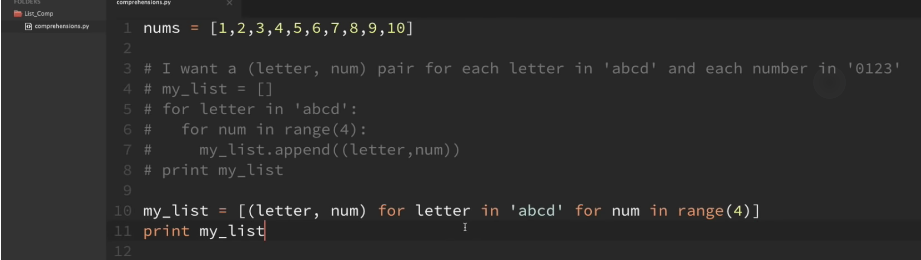 FOLDERS
List_Comp
comprehensions.py
comprehensions.py ×
1 nums = [1,2,3,4,5,6,7,8,9,10]
2
3 # I want a (letter, num) pair for each letter in 'abcd' and each number in '0123'
4 # my_list = []
5 # for letter in 'abcd':
6 #   for num in range(4):
7 #     my_list.append((letter,num))
8 # print my_list
9
10 my_list = [(letter, num) for letter in 'abcd' for num in range(4)]
11 print my_list
12